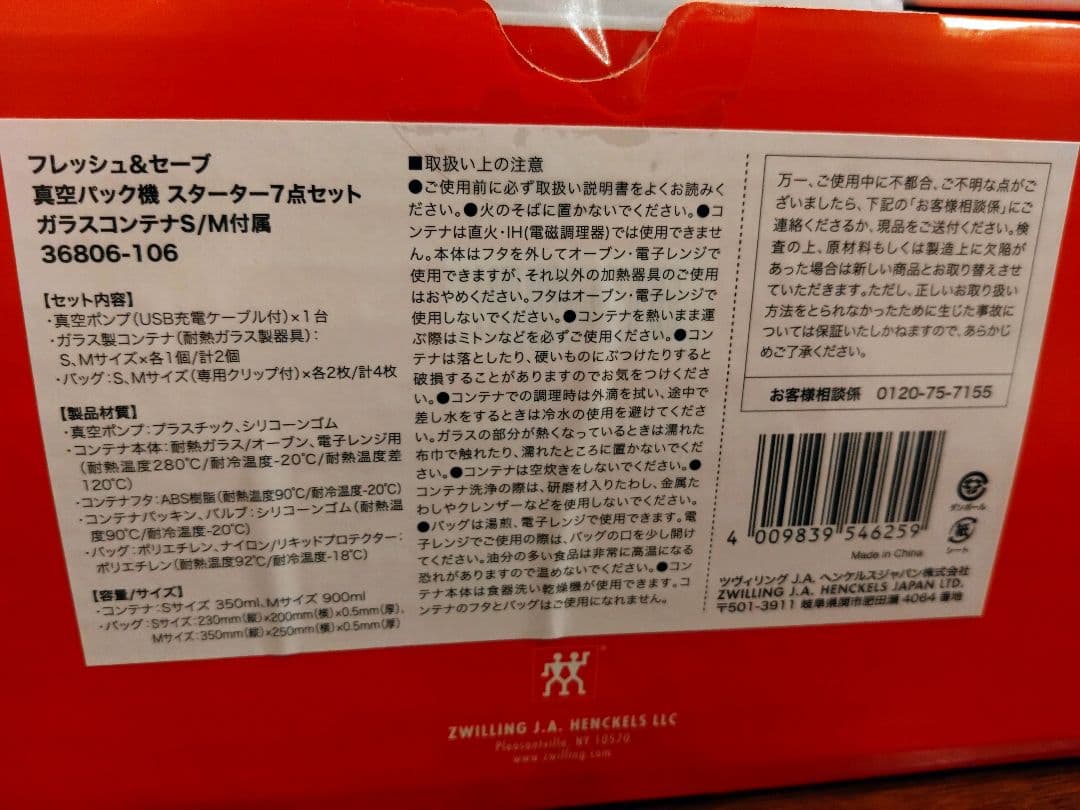 フレッシュ&セーブ
真空パック機 スターター7点セット
ガラスコンテナS/M付属
36806-106
【セット内容】
・真空ポンプ(USB充電ケーブル付)×1台
・ガラス製コンテナ(耐熱ガラス製器具):
S、Mサイズ×各1個/計2個
・バッグ:S、Mサイズ(専用クリップ付)×各2枚/計4枚
【製品材質】
・真空ポンプ:プラスチック、シリコーンゴム
・コンテナ本体:耐熱ガラス/オーブン、電子レンジ用
(耐熱温度280℃/耐冷温度-20℃/耐熱温度差
120℃)
・コンテナフタ:ABS樹脂(耐熱温度90℃/耐冷温度-20℃)
・コンテナパッキン、バルブ:シリコーンゴム(耐熱温
度90℃/耐冷温度-20℃)
・バッグ:ポリエチレン、ナイロン/リキッドプロテクター:
ポリエチレン(耐熱温度92℃/耐冷温度-18℃)
【容量/サイズ】
・コンテナ:Sサイズ 350ml、Mサイズ 900ml
・バッグ:Sサイズ:230mm(縦)×200mm(横)×0.5mm(厚)、
Mサイズ:350mm(縦)×250mm(横)×0.5mm(厚)
■取扱い上の注意
●ご使用前に必ず取扱い説明書をよくお読みく
ださい。●火のそばに置かないでください。●コ
ンテナは直火・IH(電磁調理器)では使用できませ
ん。本体はフタを外してオーブン・電子レンジで
使用できますが、それ以外の加熱器具のご使用
はおやめください。フタはオーブン・電子レンジで
使用しないでください。●コンテナを熱いまま運
ぶ際はミトンなどを必ずご使用ください。●コン
テナは落としたり、硬いものにぶつけたりすると
破損することがありますのでお気をつけくださ
い。●コンテナでの調理時は外滴を拭い、途中で
差し水をするときは冷水の使用を避けてくださ
い。ガラスの部分が熱くなっているときは濡れた
布巾で触れたり、濡れたところに置かないでくだ
さい。●コンテナは空炊きをしないでください。●
コンテナ洗浄の際は、研磨材入りたわし、金属た
わしやクレンザーなどを使用しないでください。
●バッグは湯煎、電子レンジで使用できます。電
子レンジでご使用の際は、バッグの口を少し開け
てください。油分の多い食品は非常に高温になる
恐れがありますので温めないでください。●コン
テナ本体は食器洗い乾燥機が使用できます。コ
ンテナのフタとバッグはご使用になれません。
万一、ご使用中に不都合、ご不明な点がご
ざいましたら、下記の「お客様相談係」にご
連絡くださるか、現品をご送付ください。検
査の上、原材料もしくは製造上に欠陥が
あった場合は新しい商品とお取り替えさせ
ていただきます。ただし、正しいお取り扱い
方法をとられなかったために生じた事故に
ついては保証いたしかねますので、あらかじ
めご了承ください。
お客様相談係 0120-75-7155
4 009839 546259
ダンボール
シート
Made in China
ツヴィリング J.A. ヘンケルスジャパン株式会社
ZWILLING J.A. HENCKELS JAPAN LTD.
〒501-3911 岐阜県関市肥田瀬 4064 番地
ZWILLING J.A. HENCKELS LLC
Pleasantville, NY 10570
www.zwilling.com